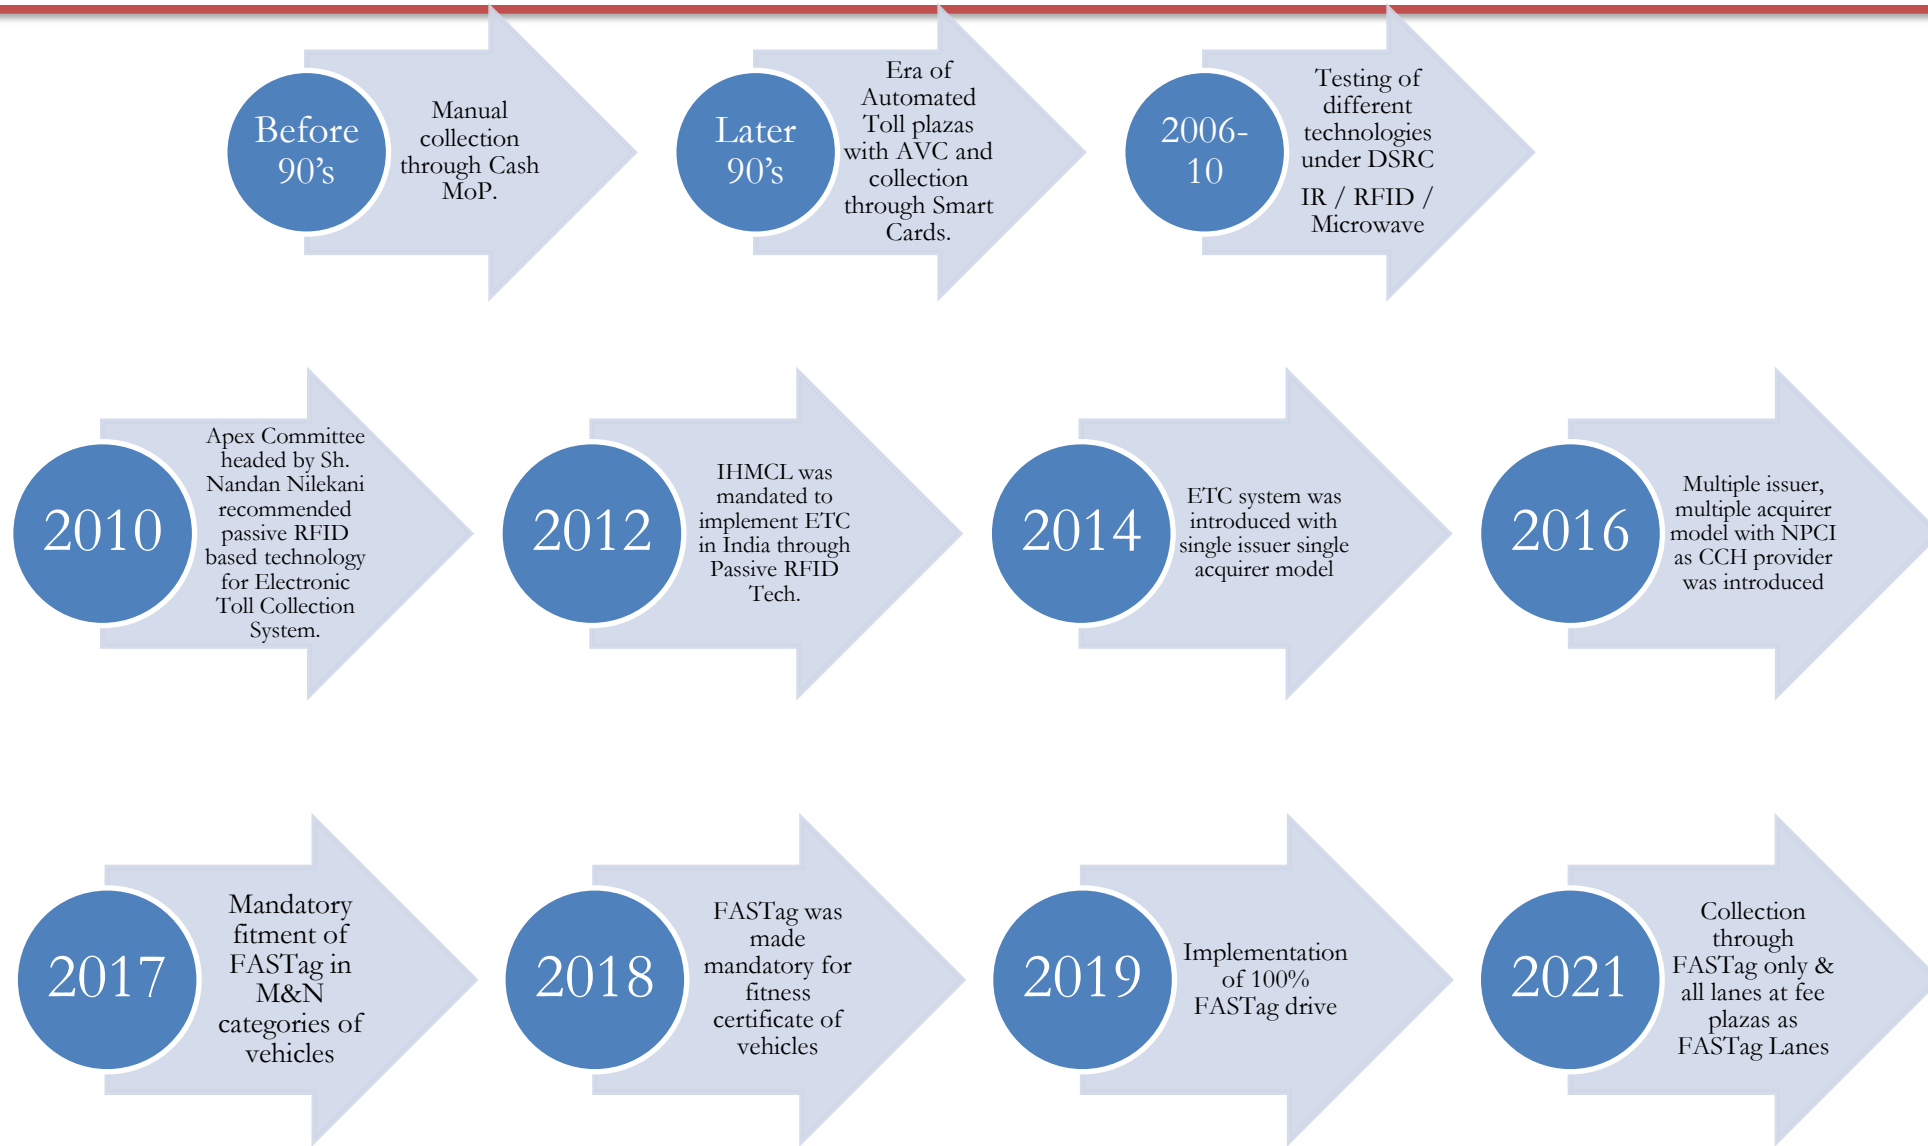 Before
90’s
Manual
collection
through Cash
MoP.
Later
90’s
Era of
Automated
Toll plazas
with AVC and
collection
through Smart
Cards.
2006-
10
Testing of
different
technologies
under DSRC
IR / RFID /
Microwave
2010
Apex Committee
headed by Sh.
Nandan Nilekani
recommended
passive RFID
based technology
for Electronic
Toll Collection
System.
2012
IHMCL was
mandated to
implement ETC
in India through
Passive RFID
Tech.
2014
ETC system was
introduced with
single issuer single
acquirer model
2016
Multiple issuer,
multiple acquirer
model with NPCI
as CCH provider
was introduced
2017
Mandatory
fitment of
FASTag in
M&N
categories of
vehicles
2018
FASTag was
made
mandatory for
fitness
certificate of
vehicles
2019
Implementation
of 100%
FASTag drive
2021
Collection
through
FASTag only &
all lanes at fee
plazas as
FASTag Lanes